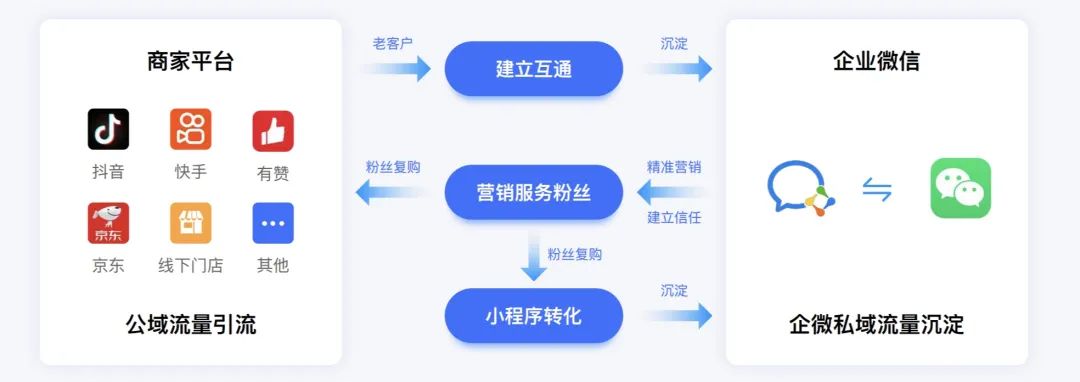 商家平台
抖音
快手
有赞
京东
京东
线下门店
其他
公域流量引流
老客户
建立互通
沉淀
粉丝复购
营销服务粉丝
精准营销
建立信任
粉丝复购
小程序转化
沉淀
企业微信
企微私域流量沉淀